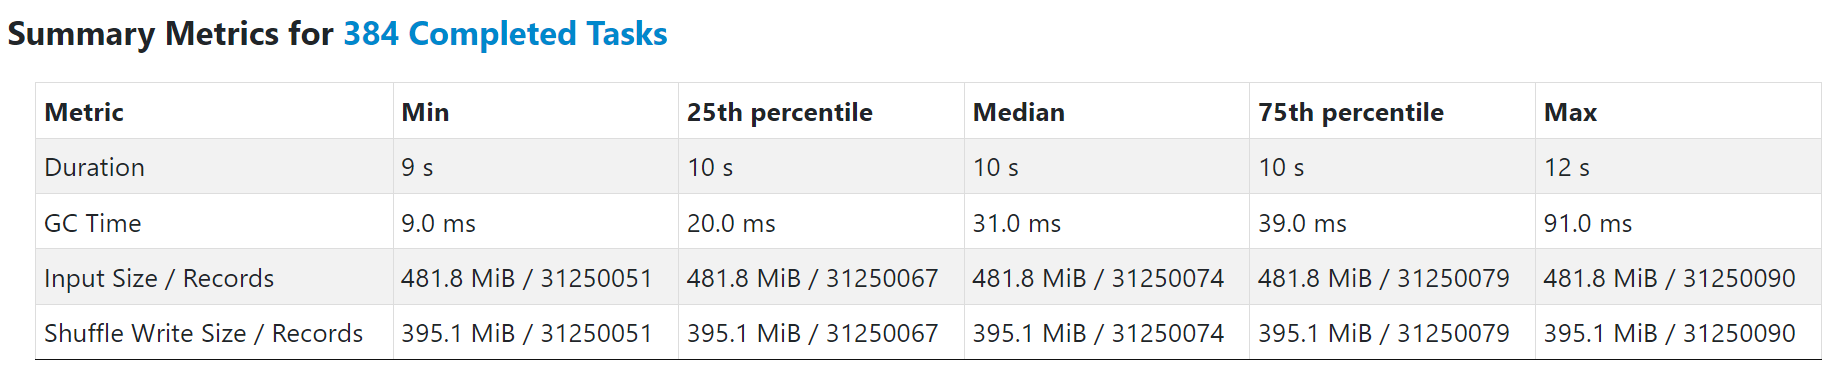 Summary Metrics for 384 Completed Tasks
Metric Min 25th percentile Median 75th percentile Max
Duration 9 s 10 s 10 s 10 s 12 s
GC Time 9.0 ms 20.0 ms 31.0 ms 39.0 ms 91.0 ms
Input Size / Records 481.8 MiB / 31250051 481.8 MiB / 31250067 481.8 MiB / 31250074 481.8 MiB / 31250079 481.8 MiB / 31250090
Shuffle Write Size / Records 395.1 MiB / 31250051 395.1 MiB / 31250067 395.1 MiB / 31250074 395.1 MiB / 31250079 395.1 MiB / 31250090